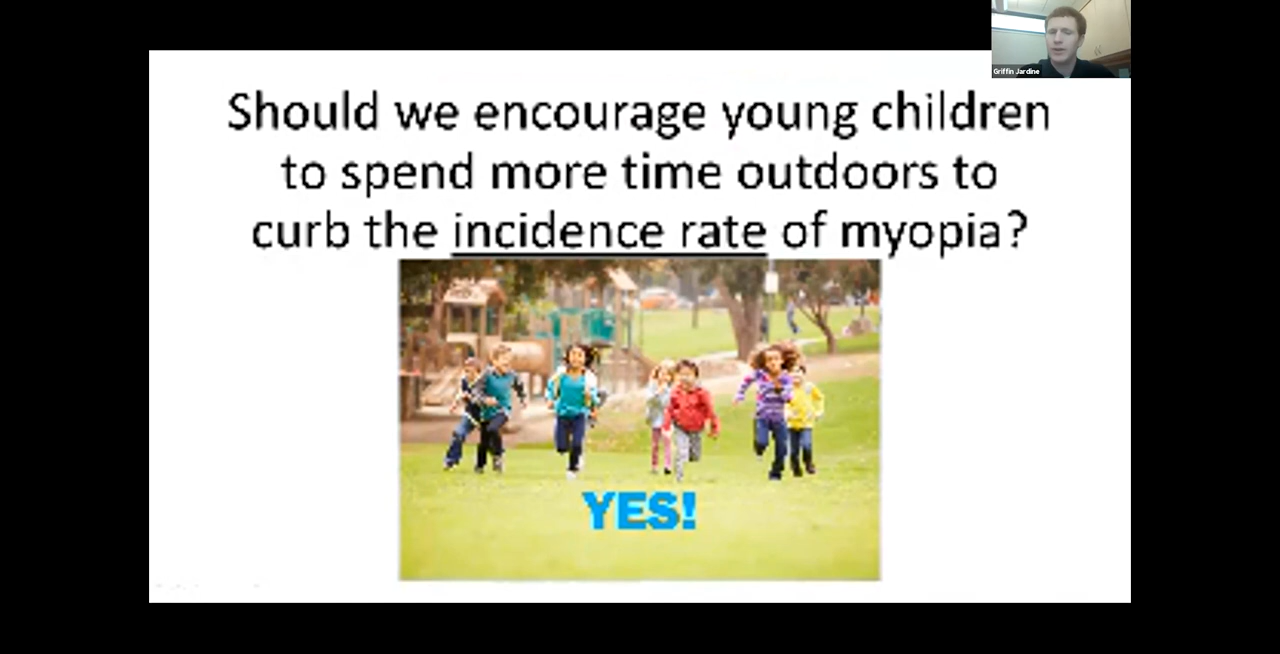 Griffin Jardine
Should we encourage young children
to spend more time outdoors to
curb the incidence rate of myopia?
YES!